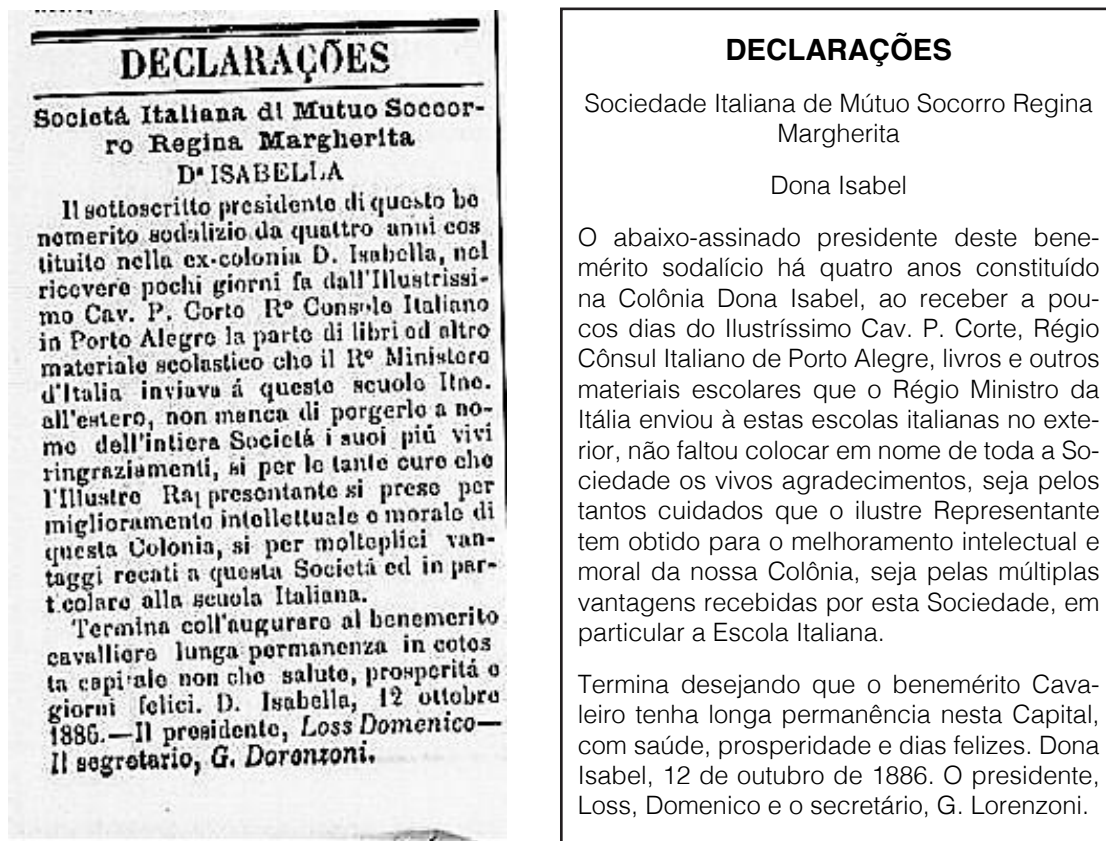 DECLARAÇÕES
Societá Italiana di Mutuo Soccor-
ro Regina Margherita
Dª ISABELLA
Il sottoscritto presidente di questo be
nemerito sodalizio da quattro anni cos
tituito nella ex-colonia D. Isabella, nel
ricevere pochi giorni fa dall'Illustrissi-
mo Cav. P. Corte Rº Console Italiano
in Porto Alegre la parte di libri ed altro
materiale scolastico che il Rº Ministero
d'Italia inviava á queste scuole Itne.
all'estero, non manca di porgerle a no-
me dell'intiera Societá i suoi piú vivi
ringraziamenti, si per le tante cure che
l'Illustre Rappresentante si prese per
miglioramento intellettuale e morale di
questa Colonia, si per molteplici van-
taggi recati a questa Societá ed in par-
t colare alla scuola Italiana.
Termina coll'augurare al benemerito
cavalliere lunga permanenza in cotes
ta capitale non che salute, prosperitá e
giorni felici. D. Isabella, 12 ottobre
1886.—Il presidente, Loss Domenico—
Il segretario, G. Dorenzoni.
DECLARAÇÕES
Sociedade Italiana de Mútuo Socorro Regina
Margherita
Dona Isabel
O abaixo-assinado presidente deste bene-
mérito sodalício há quatro anos constituído
na Colônia Dona Isabel, ao receber a pou-
cos dias do Ilustríssimo Cav. P. Corte, Régio
Cônsul Italiano de Porto Alegre, livros e outros
materiais escolares que o Régio Ministro da
Itália enviou à estas escolas italianas no exte-
rior, não faltou colocar em nome de toda a So-
ciedade os vivos agradecimentos, seja pelos
tantos cuidados que o ilustre Representante
tem obtido para o melhoramento intelectual e
moral da nossa Colônia, seja pelas múltiplas
vantagens recebidas por esta Sociedade, em
particular a Escola Italiana.
Termina desejando que o benemérito Cava-
leiro tenha longa permanência nesta Capital,
com saúde, prosperidade e dias felizes. Dona
Isabel, 12 de outubro de 1886. O presidente,
Loss, Domenico e o secretário, G. Lorenzoni.